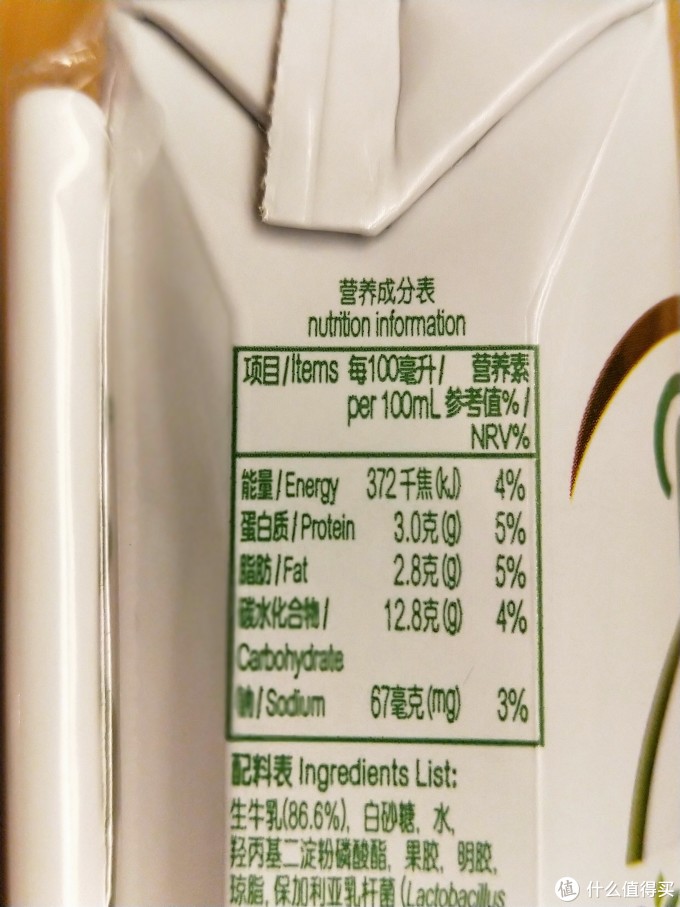 营养成分表
nutrition information
项目/Items 每100毫升/ 营养素
per 100mL 参考值%/
NRV%
能量/Energy 372千焦(kJ) 4%
蛋白质/Protein 3.0克(g) 5%
脂肪/Fat 2.8克(g) 5%
碳水化合物/ 12.8克(g) 4%
Carbohydrate
钠/Sodium 67毫克(mg) 3%
配料表 Ingredients List:
生牛乳(86.6%), 白砂糖, 水,
羟丙基二淀粉磷酸酯, 果胶, 明胶,
琼脂, 保加利亚乳杆菌 (Lactobacillus
值 什么值得买